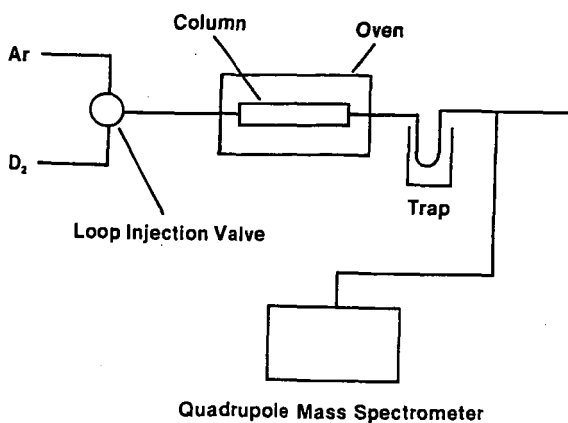 Column
Oven
Ar
D₂
Loop Injection Valve
Trap
Quadrupole Mass Spectrometer